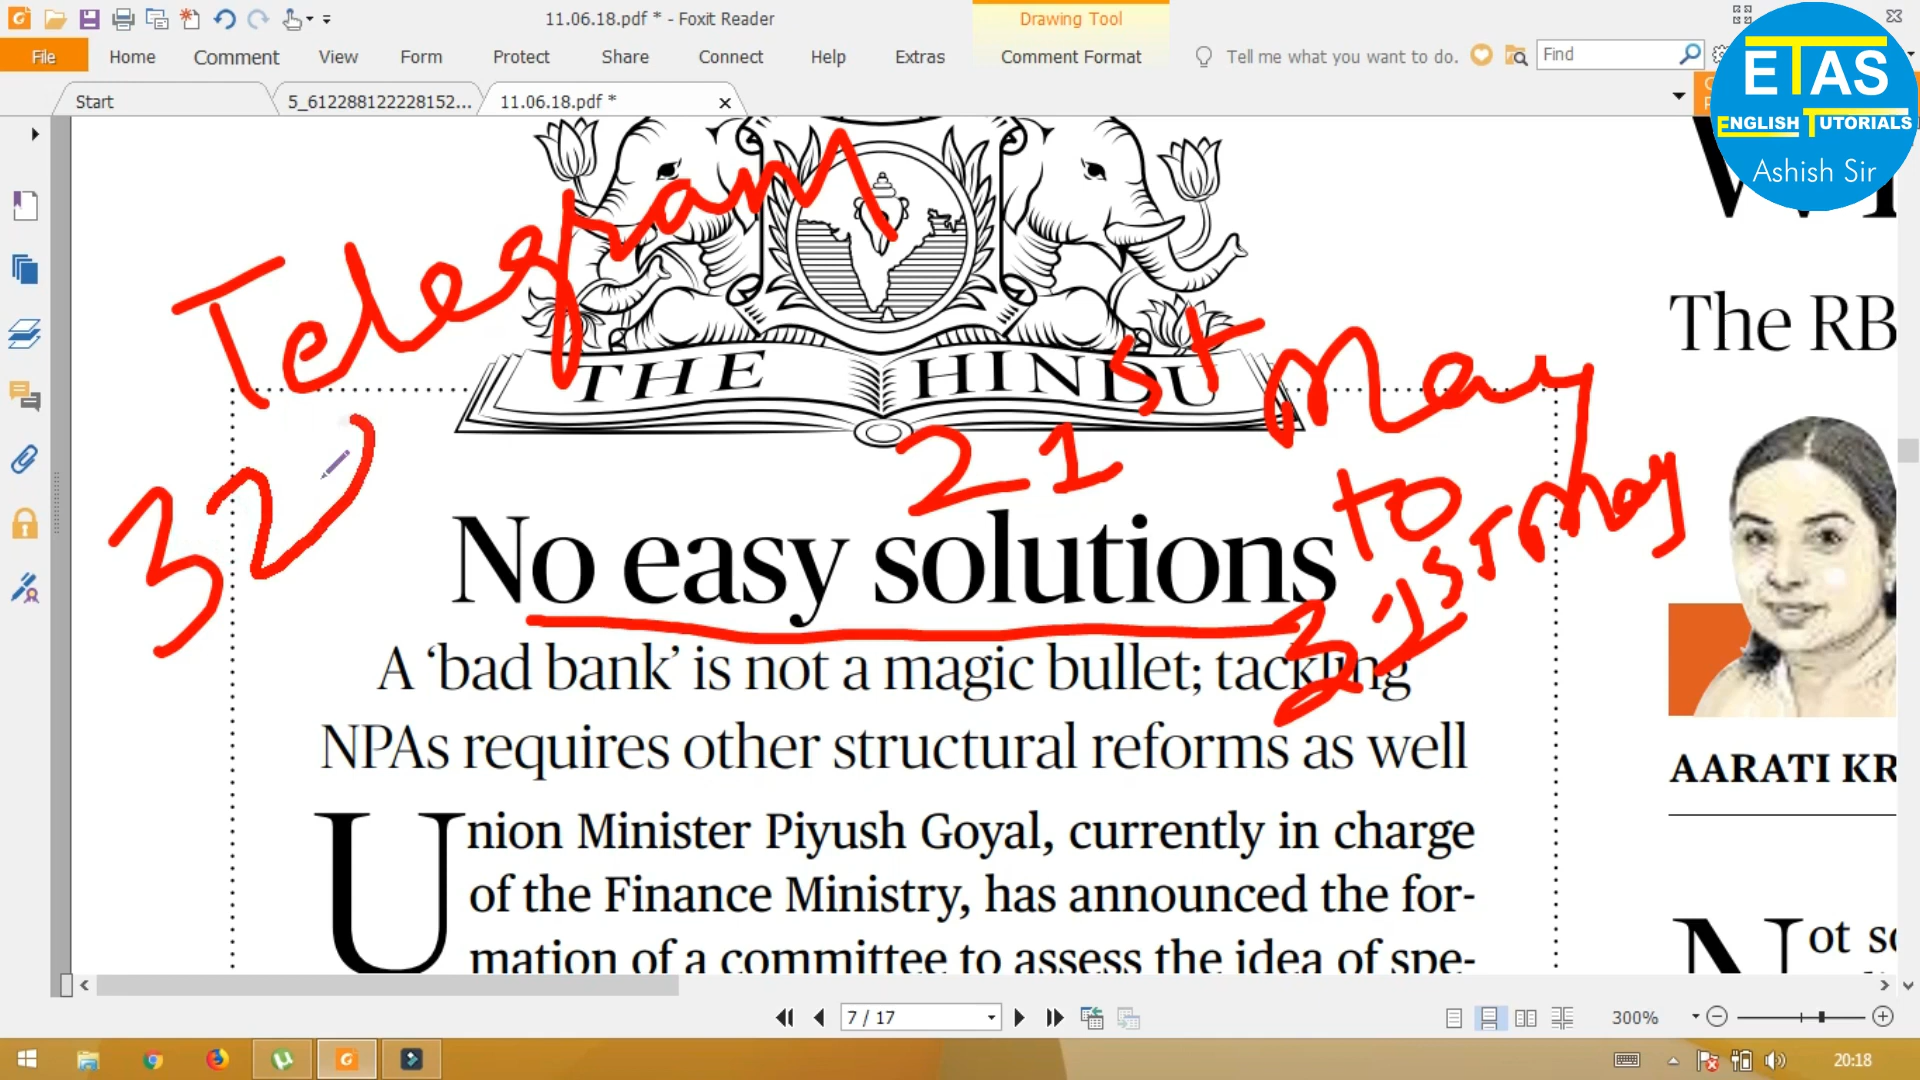 11.06.18.pdf * - Foxit Reader
Drawing Tool
File
Home
Comment
View
Form
Protect
Share
Connect
Help
Extras
Comment Format
Tell me what you want to do.
Find
Start
5_612288122228152...
11.06.18.pdf *
ETAS
ENGLISH TUTORIALS
Ashish Sir
Telegram
THE HINDU
21st May
to
31st May
32
No easy solutions
A ‘bad bank’ is not a magic bullet; tackling
NPAs requires other structural reforms as well
Union Minister Piyush Goyal, currently in charge
of the Finance Ministry, has announced the for-
mation of a committee to assess the idea of spe-
The RB
AARATI KR
Not so
7 / 17
300%
20:18